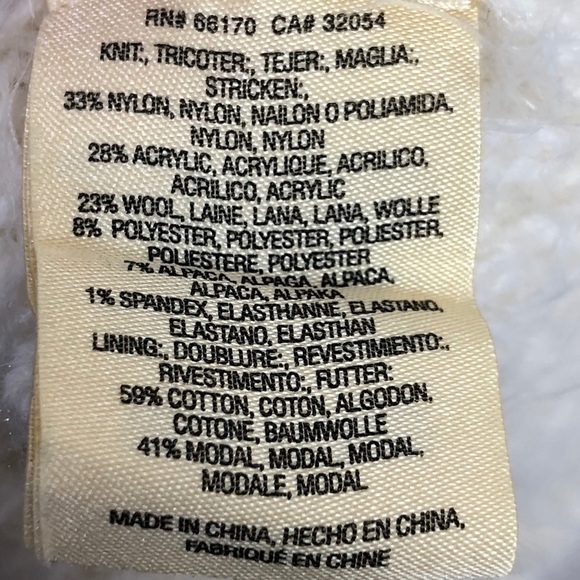 RN# 66170 CA# 32054
KNIT:, TRICOTER:, TEJER:, MAGLIA:,
STRICKEN:,
33% NYLON, NYLON, NAILON O POLIAMIDA,
NYLON, NYLON
28% ACRYLIC, ACRYLIQUE, ACRILICO,
ACRILICO, ACRYLIC
23% WOOL, LAINE, LANA, LANA, WOLLE
8% POLYESTER, POLYESTER, POLIESTER,
POLIESTERE, POLYESTER
7% ALPACA, ALPAGA, ALPACA,
ALPACA, ALPAKA
1% SPANDEX, ELASTHANNE, ELASTANO,
ELASTANO, ELASTHAN
LINING:, DOUBLURE:, REVESTIMIENTO:,
RIVESTIMENTO:, FUTTER:
59% COTTON, COTON, ALGODON,
COTONE, BAUMWOLLE
41% MODAL, MODAL, MODAL,
MODALE, MODAL
MADE IN CHINA, HECHO EN CHINA,
FABRIQUÉ EN CHINE